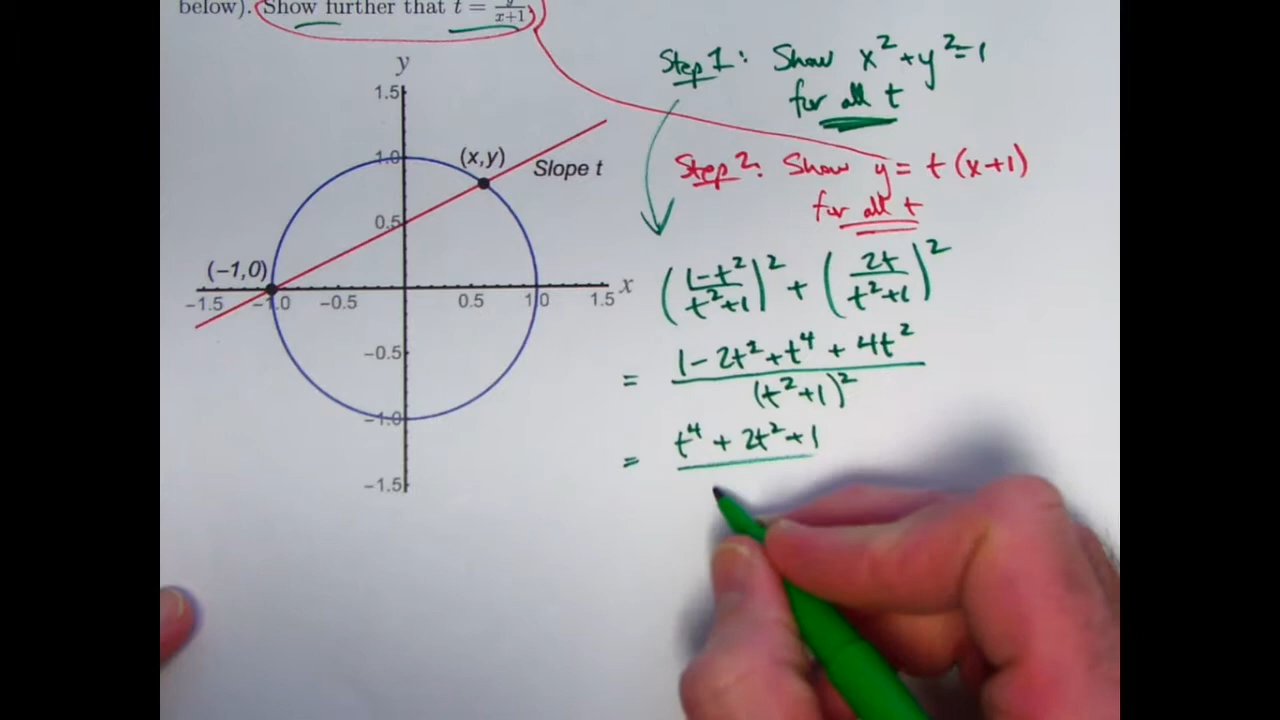 below). Show further that t = y/(x+1)
y
1.5
1.0
0.5
-0.5
-1.0
-1.5
(x,y)
Slope t
(−1,0)
−1.5 −1.0 −0.5 0.5 1.0 1.5 x
Step 1: Show x²+y²=1
for all t
Step 2: Show y = t(x+1)
for all t
((1-t²)/(t²+1))² + (2t/(t²+1))²
= (1-2t²+t⁴+4t²)/(t²+1)²
= t⁴+2t²+1